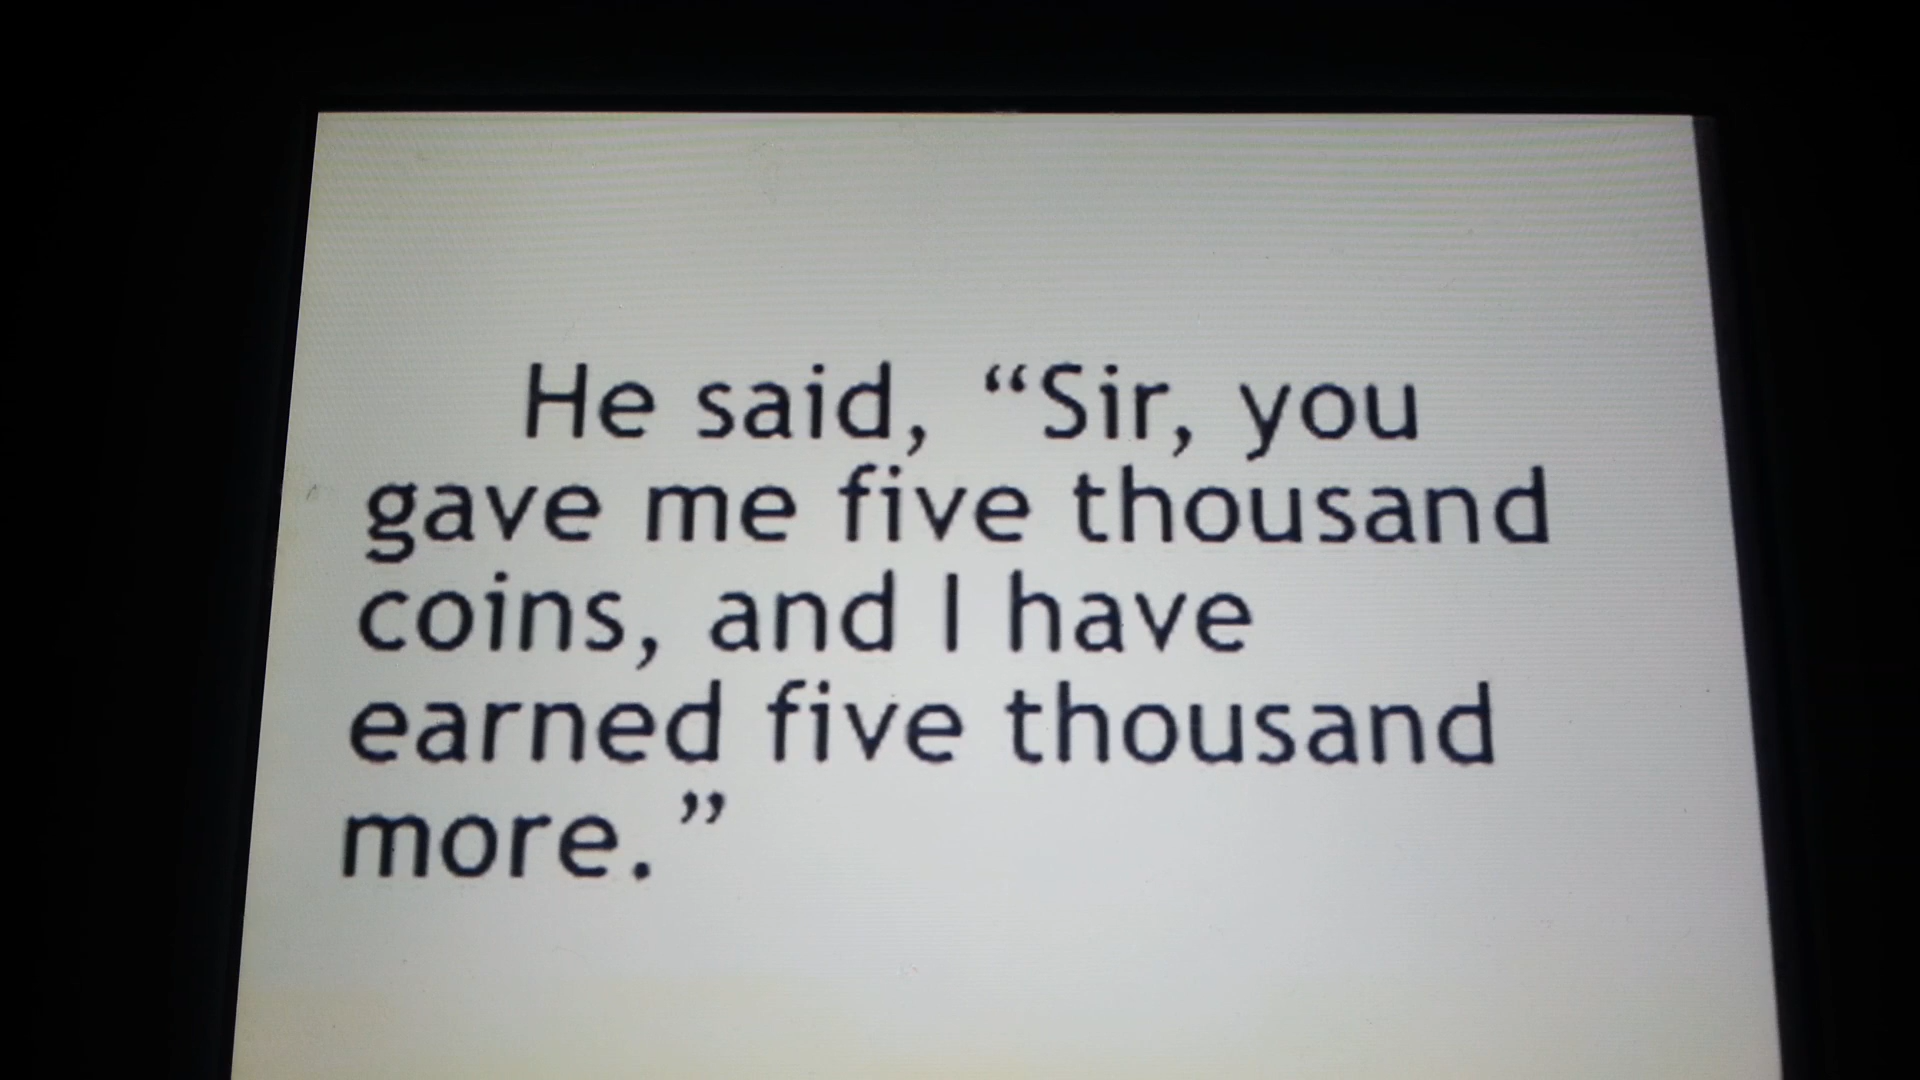 He said, “Sir, you
gave me five thousand
coins, and I have
earned five thousand
more.”